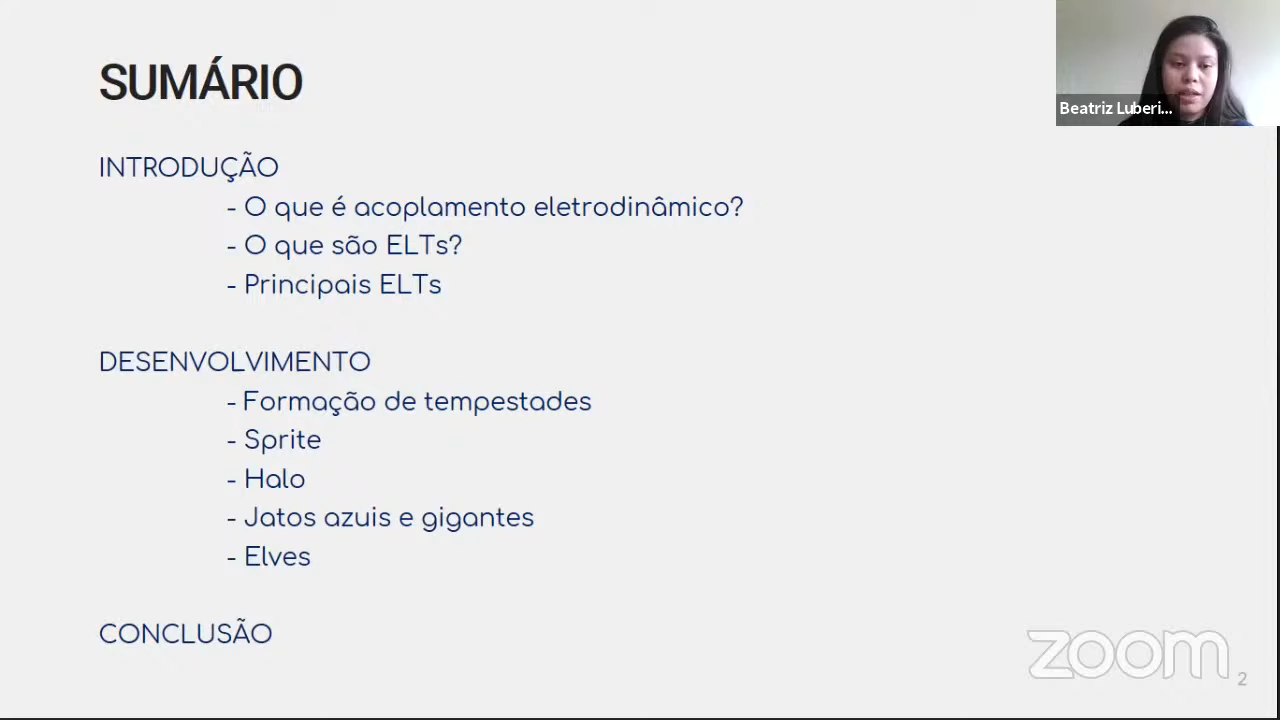 SUMÁRIO
Beatriz Luberi...
INTRODUÇÃO
- O que é acoplamento eletrodinâmico?
- O que são ELTs?
- Principais ELTs
DESENVOLVIMENTO
- Formação de tempestades
- Sprite
- Halo
- Jatos azuis e gigantes
- Elves
CONCLUSÃO
zoom
2